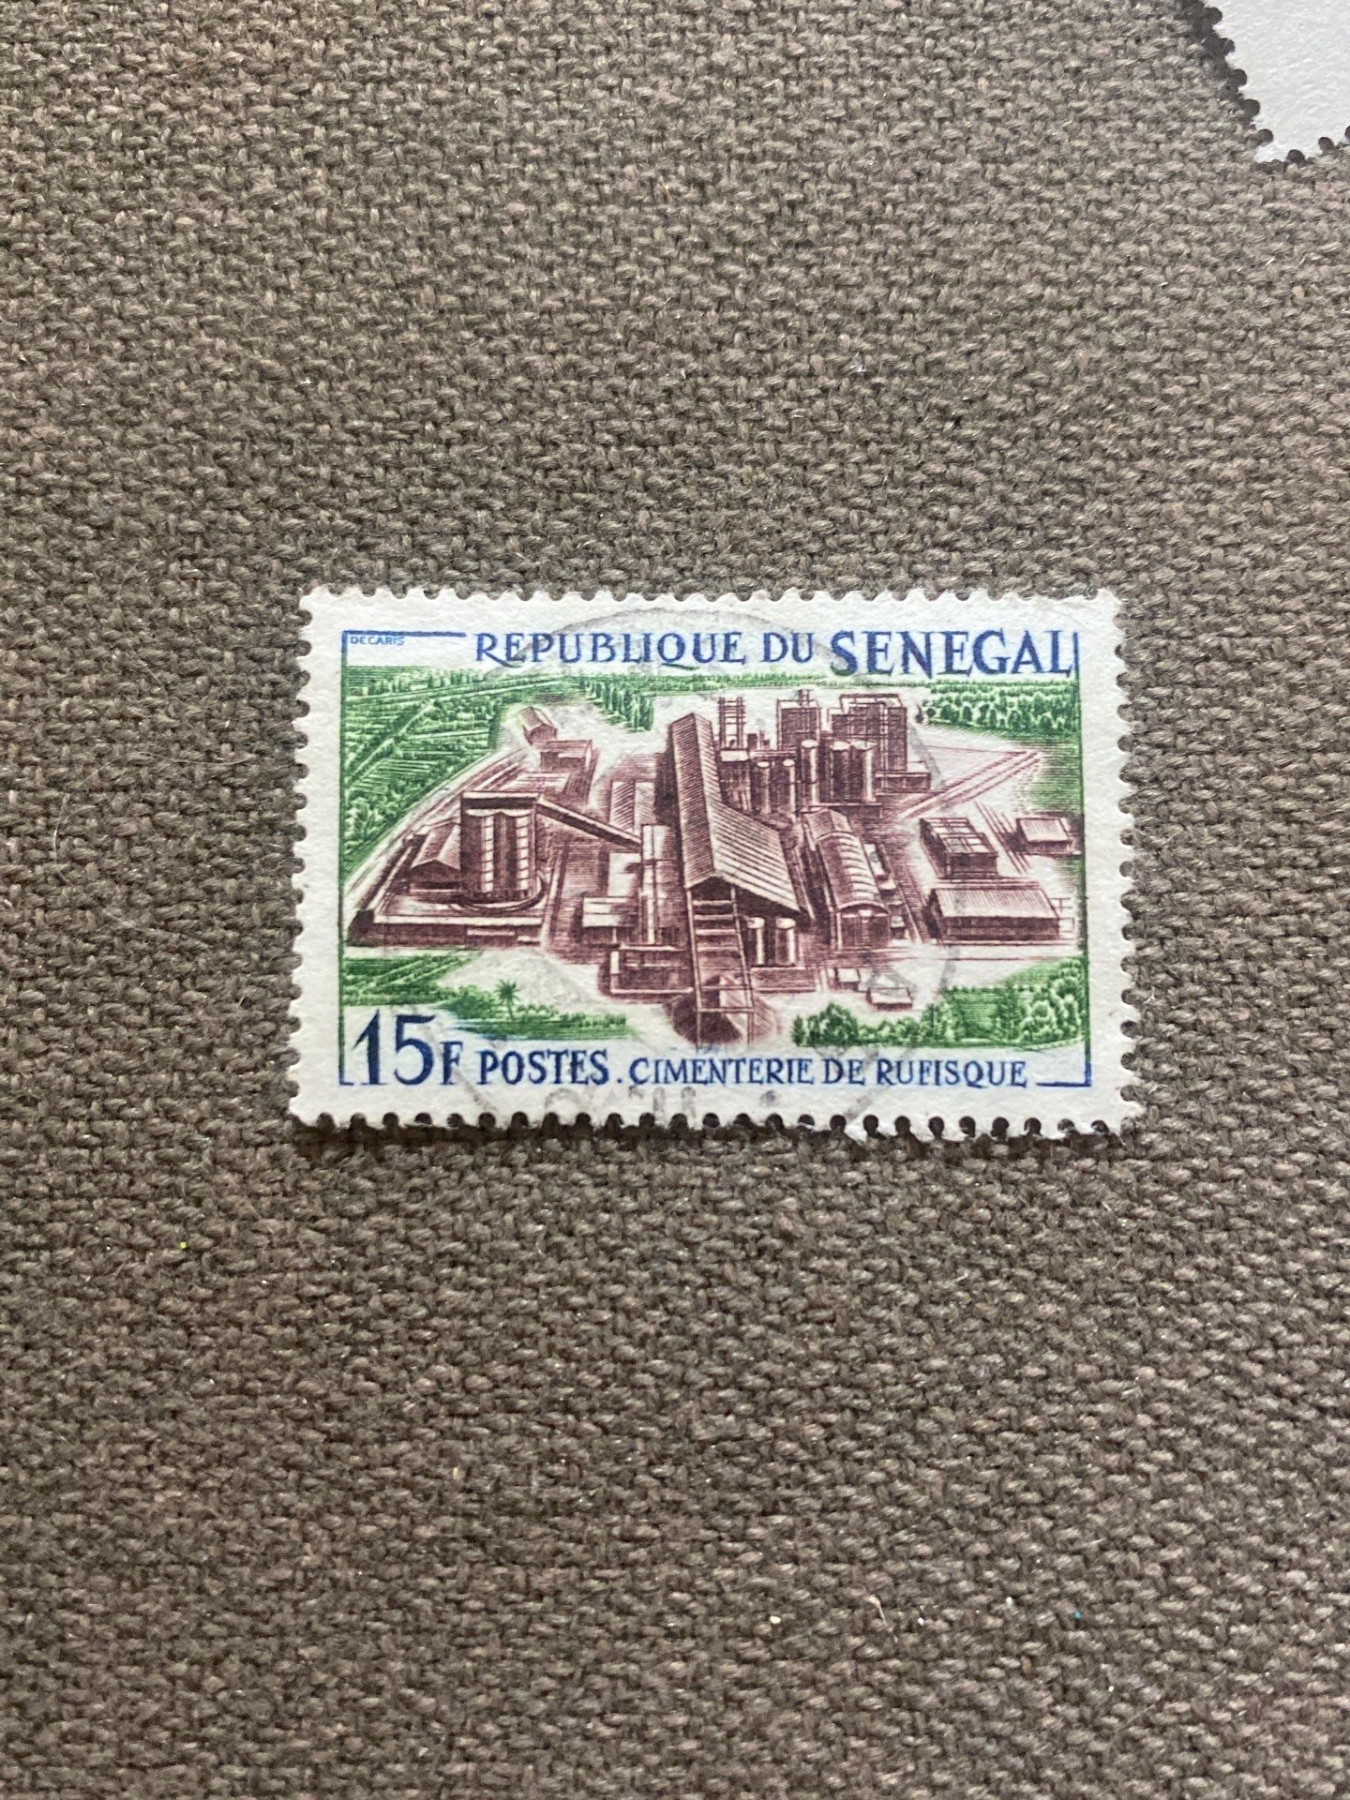 DECARIS
REPUBLIQUE DU SENEGAL
15F POSTES. CIMENTERIE DE RUFISQUE